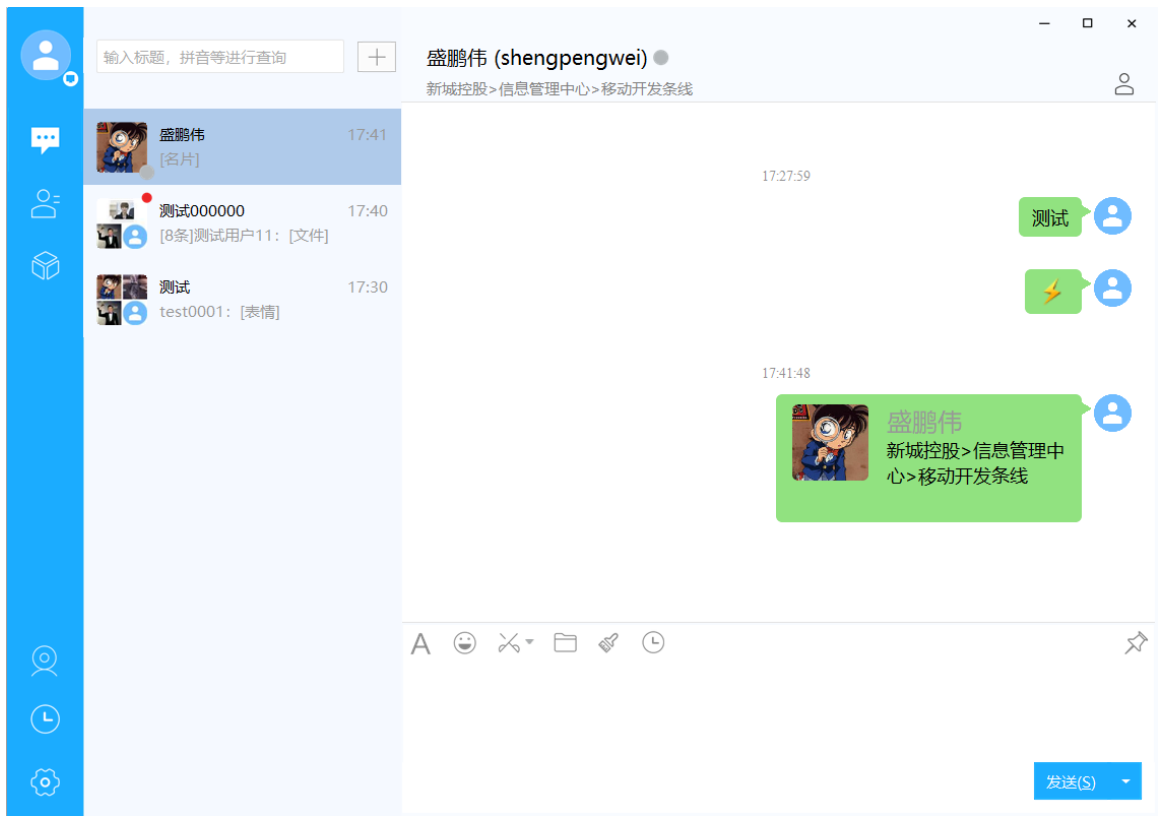 输入标题，拼音等进行查询
盛鹏伟 17:41
[名片]
测试000000 17:40
[8条]测试用户11：[文件]
测试 17:30
test0001：[表情]
盛鹏伟 (shengpengwei)
新城控股>信息管理中心>移动开发条线
17:27:59
测试
⚡
17:41:48
盛鹏伟
新城控股>信息管理中
心>移动开发条线
A
发送(S)